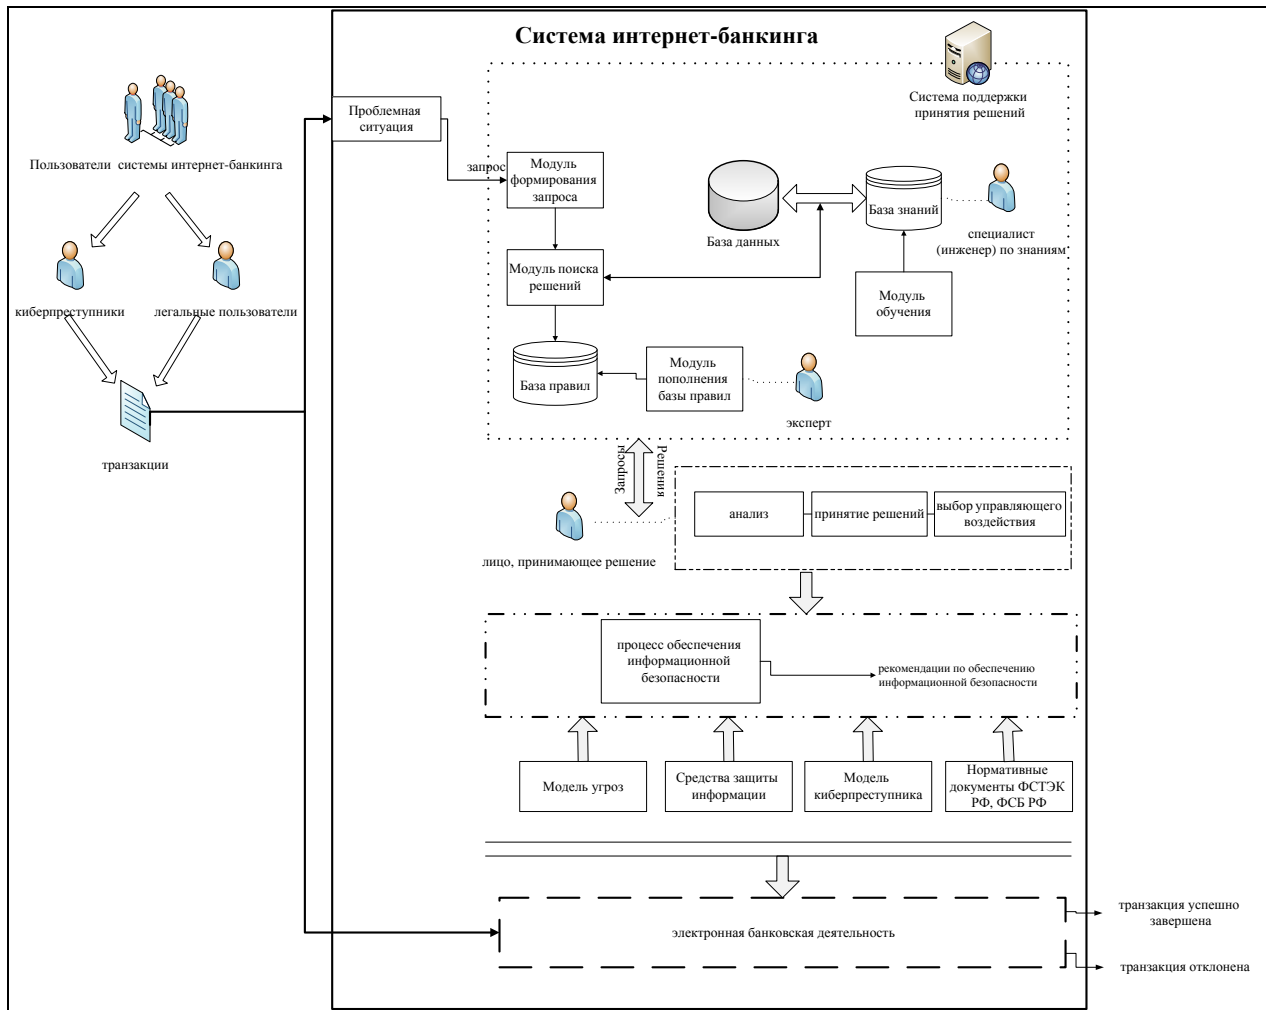 Система интернет-банкинга
Система поддержки
принятия решений
Проблемная
ситуация
Пользователи системы интернет-банкинга
запрос
Модуль
формирования
запроса
База данных
База знаний
специалист
(инженер) по знаниям
Модуль поиска
решений
Модуль
обучения
киберпреступники
легальные пользователи
База правил
Модуль
пополнения
базы правил
эксперт
транзакции
Запросы
Решения
анализ
принятие решений
выбор управляющего
воздействия
лицо, принимающее решение
процесс обеспечения
информационной
безопасности
рекомендации по обеспечению
информационной безопасности
Модель угроз
Средства защиты
информации
Модель
киберпреступника
Нормативные
документы ФСТЭК
РФ, ФСБ РФ
электронная банковская деятельность
транзакция успешно
завершена
транзакция отклонена